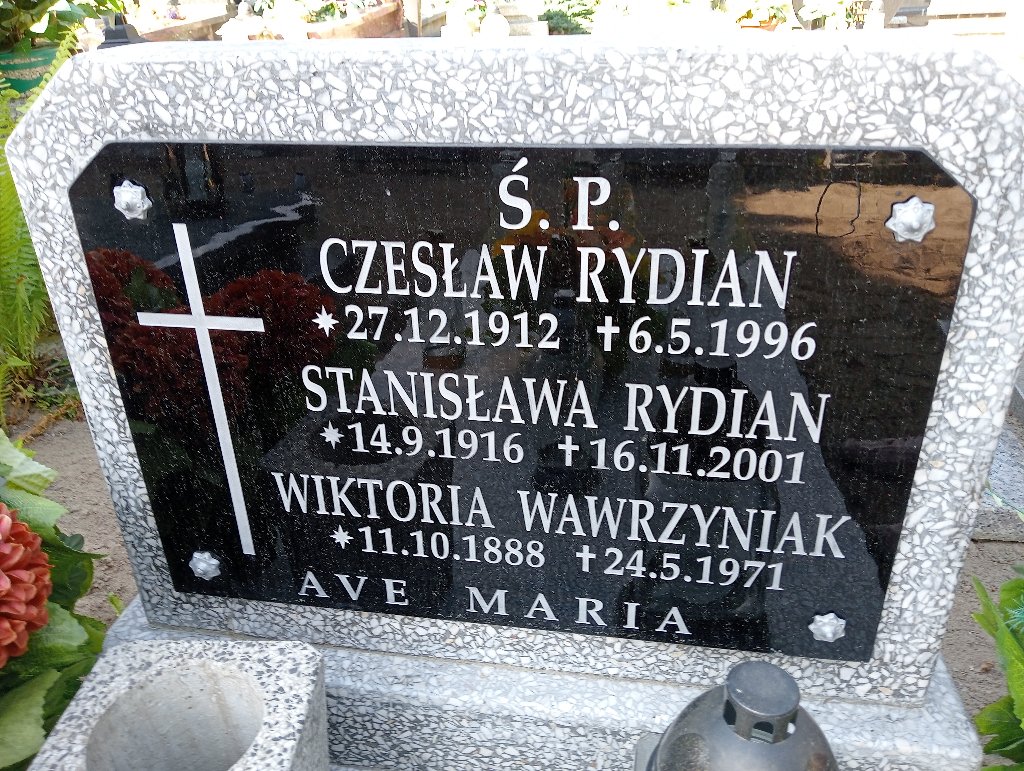 Ś. P.
CZESŁAW RYDIAN
*27.12.1912 ✝6.5.1996
STANISŁAWA RYDIAN
*14.9.1916 ✝16.11.2001
WIKTORIA WAWRZYNIAK
*11.10.1888 ✝24.5.1971
AVE MARIA